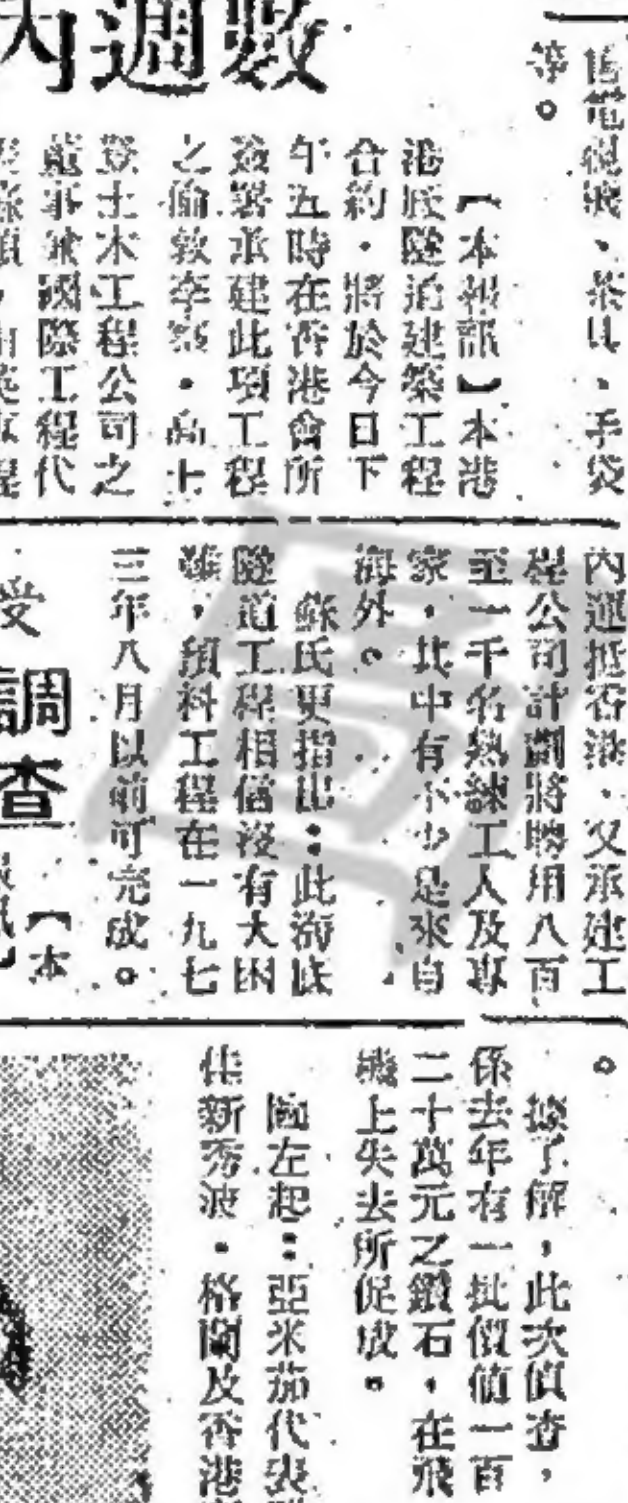 數週內
值電視機、茶具、手袋
等。
【本報訊】本港
港底隧道建築工程
合約，將於今日下
午五時在香港會所
簽署承建此項工程
之倫敦李察·高士
登土木工程公司之
董事兼國際工程代
內運抵香港，又承建工
程公司計劃將聘用八百
至一千名熟練工人及專
家，其中有不少是來自
海外。
蘇氏更指出：此海底
隧道工程相信沒有大困
難，預料工程在一九七
三年八月以前可完成。
受調查
【本
。
據了解，此次偵查，
係去年有一批價值一百
二十萬元之鑽石，在飛
機上失去所促成。
圖左起：亞米茄代表
佳新秀波·格蘭及香港